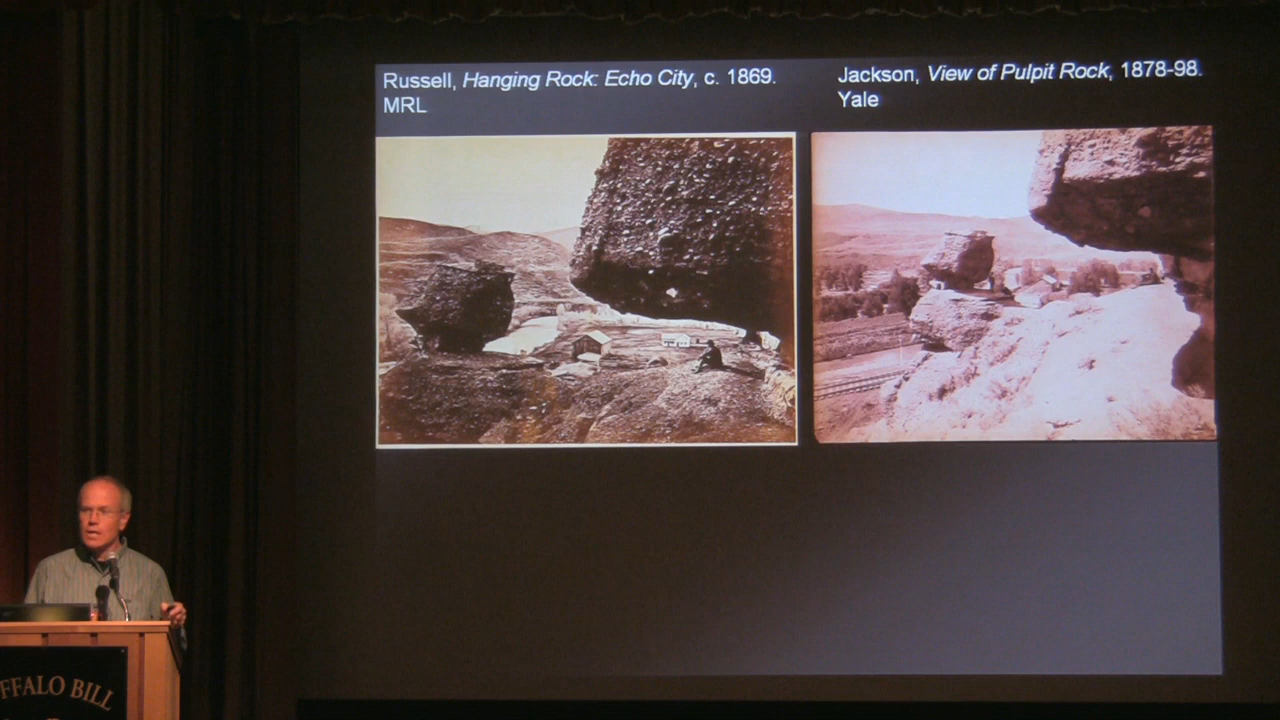 Russell, Hanging Rock: Echo City, c. 1869.
MRL
Jackson, View of Pulpit Rock, 1878-98.
Yale
FFALO BILL